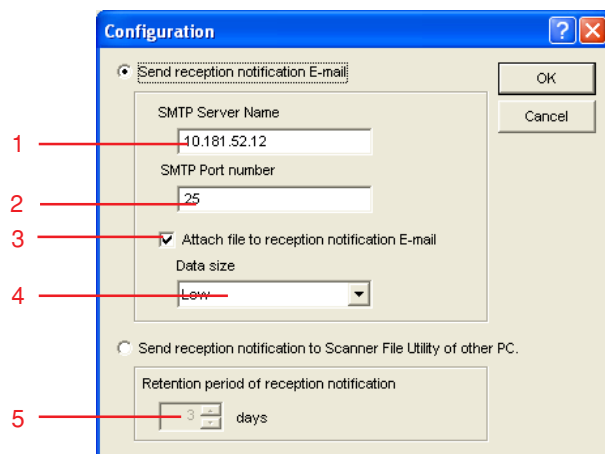 Configuration
Send reception notification E-mail
OK
SMTP Server Name
Cancel
1
10.181.52.12
SMTP Port number
2
25
3
Attach file to reception notification E-mail
Data size
4
Low
Send reception notification to Scanner File Utility of other PC.
Retention period of reception notification
5
3 days